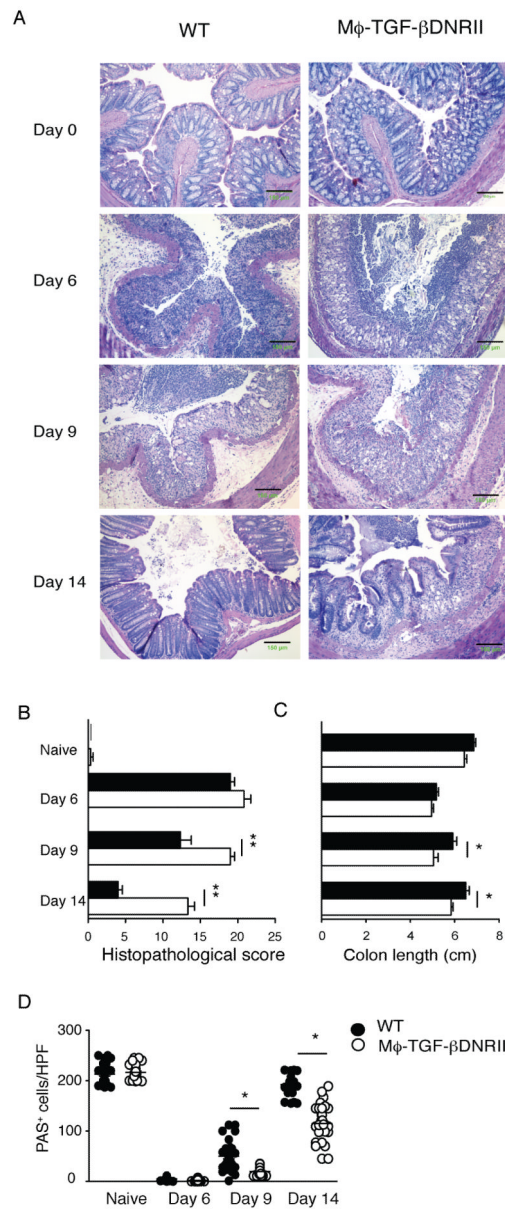 A
WT
Mϕ-TGF-βDNRII
Day 0
Day 6
Day 9
Day 14
B
Naive
Day 6
Day 9
Day 14
**
**
0 5 10 15 20 25
Histopathological score
C
*
*
0 2 4 6 8
Colon length (cm)
D
PAS+ cells/HPF
300
200
100
0
*
*
Naive Day 6 Day 9 Day 14
WT
Mϕ-TGF-βDNRII